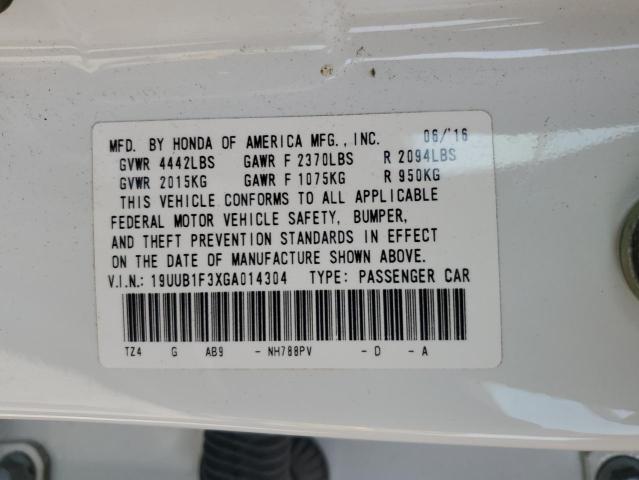 MFD. BY HONDA OF AMERICA MFG., INC. 06/'16
GVWR 4442LBS GAWR F 2370LBS R 2094LBS
GVWR 2015KG GAWR F 1075KG R 950KG
THIS VEHICLE CONFORMS TO ALL APPLICABLE
FEDERAL MOTOR VEHICLE SAFETY, BUMPER,
AND THEFT PREVENTION STANDARDS IN EFFECT
ON THE DATE OF MANUFACTURE SHOWN ABOVE.
V.I.N.: 19UUB1F3XGA014304 TYPE: PASSENGER CAR
TZ4 G AB9 - NH788PV - D - A